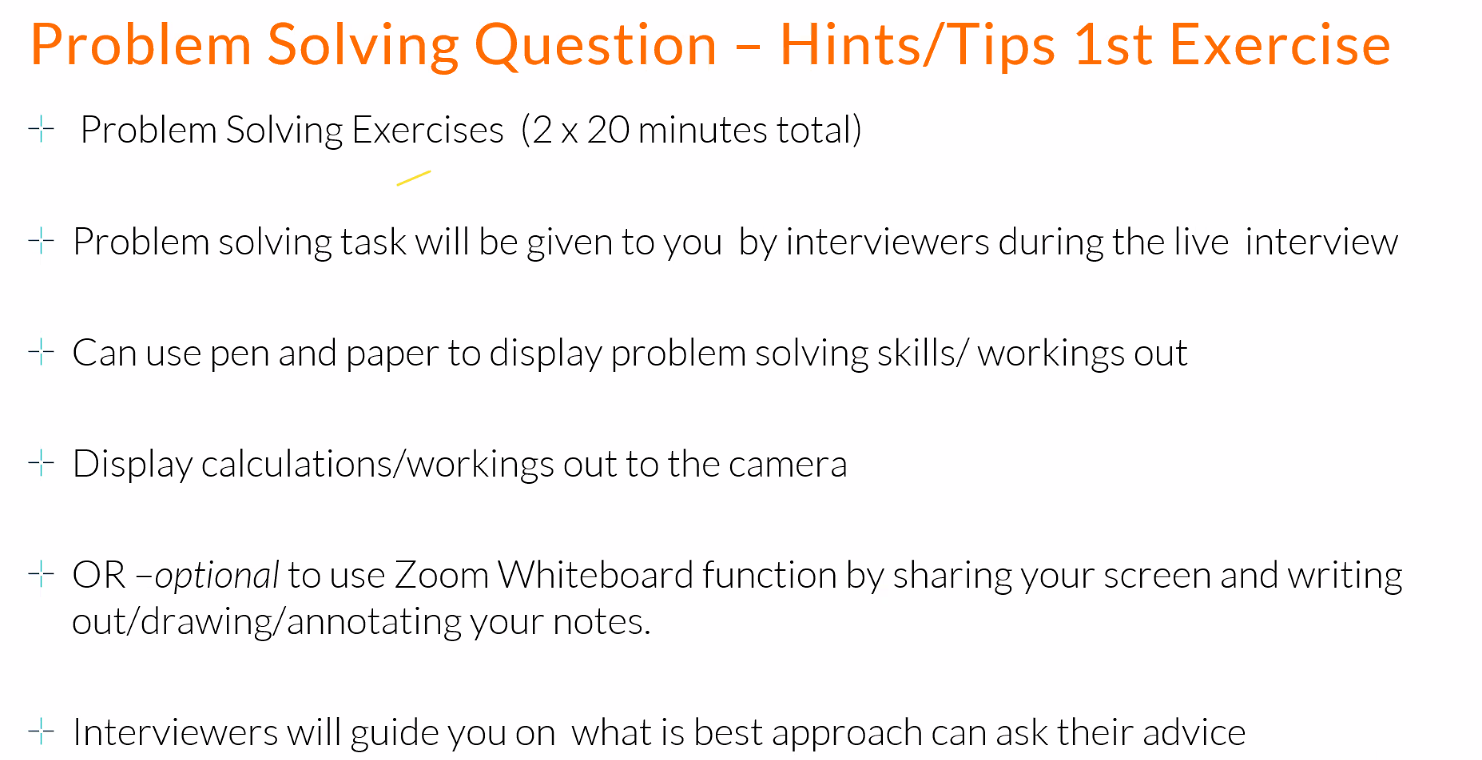 Problem Solving Question – Hints/Tips 1st Exercise
Problem Solving Exercises (2 x 20 minutes total)
Problem solving task will be given to you by interviewers during the live interview
Can use pen and paper to display problem solving skills/ workings out
Display calculations/workings out to the camera
OR –optional to use Zoom Whiteboard function by sharing your screen and writing
out/drawing/annotating your notes.
Interviewers will guide you on what is best approach can ask their advice